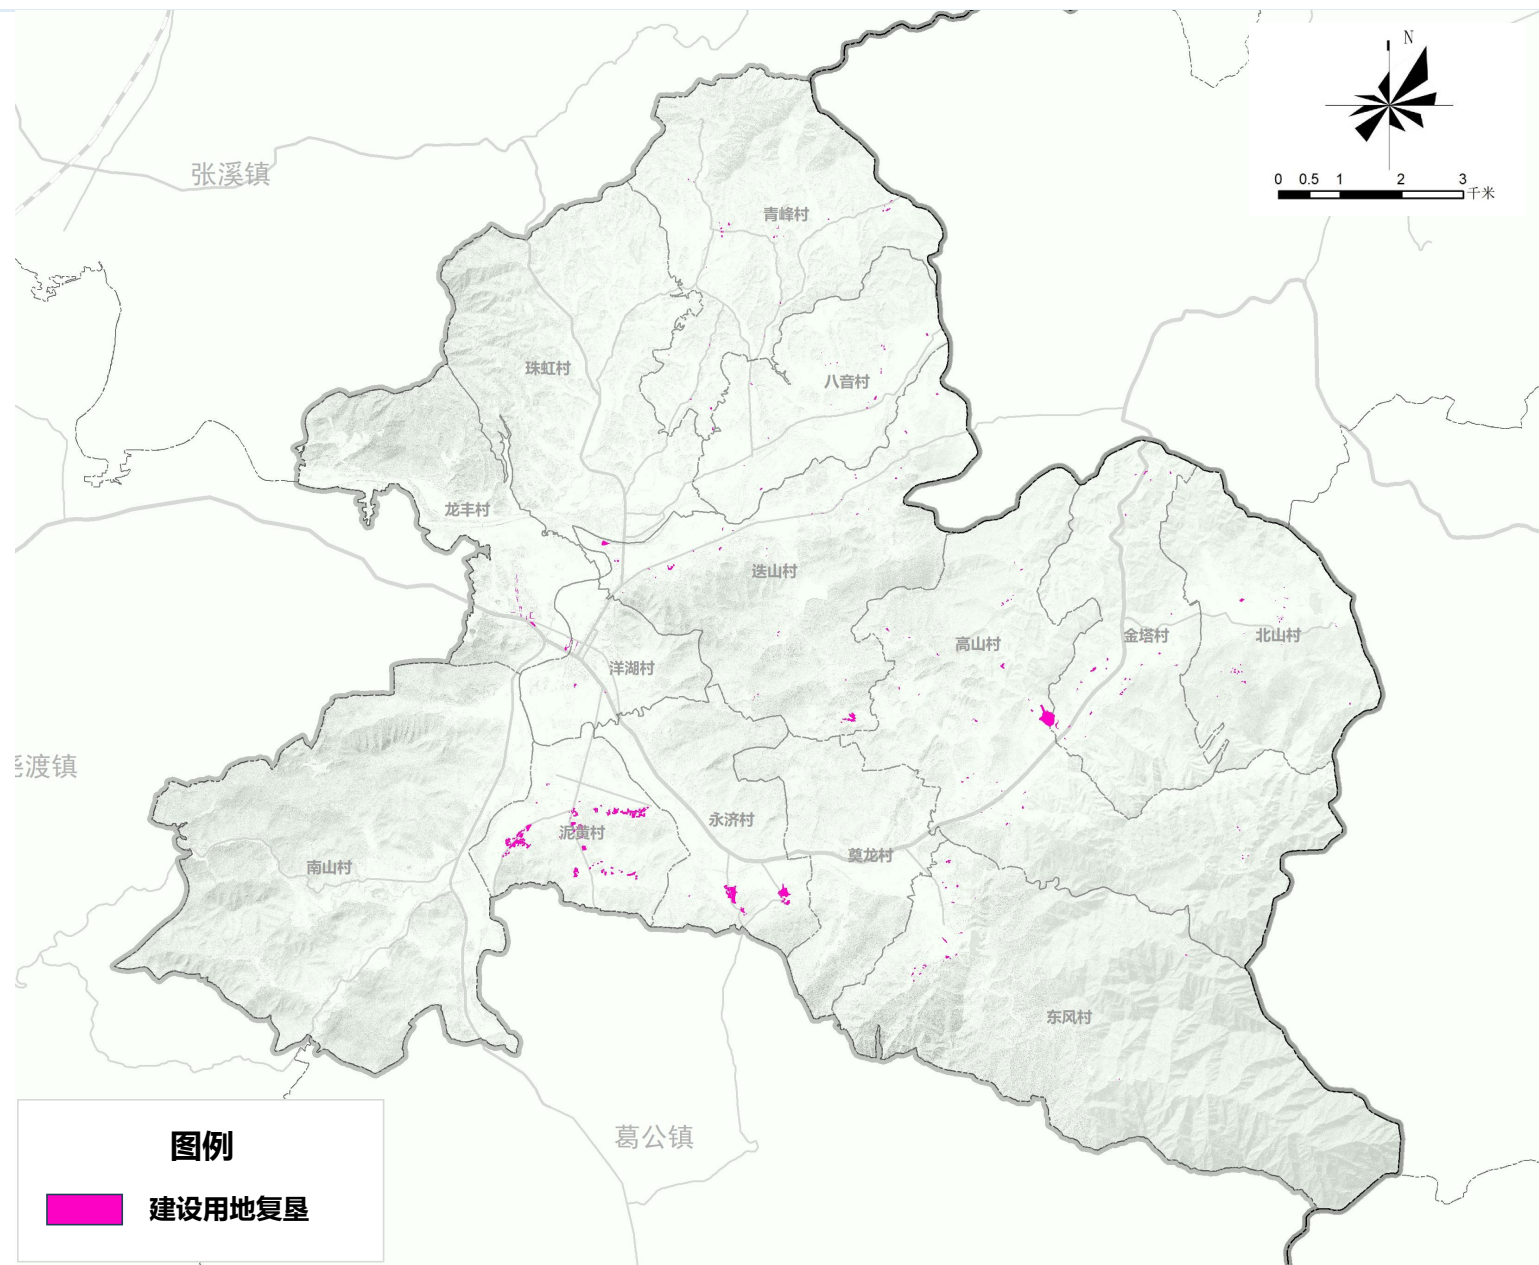 N
0 0.5 1 2 3 千米
张溪镇
青峰村
珠虹村
八音村
龙丰村
迭山村
洋湖村
高山村
金塔村
北山村
渡镇
南山村
泥黄村
永济村
奠龙村
东风村
葛公镇
图例
建设用地复垦